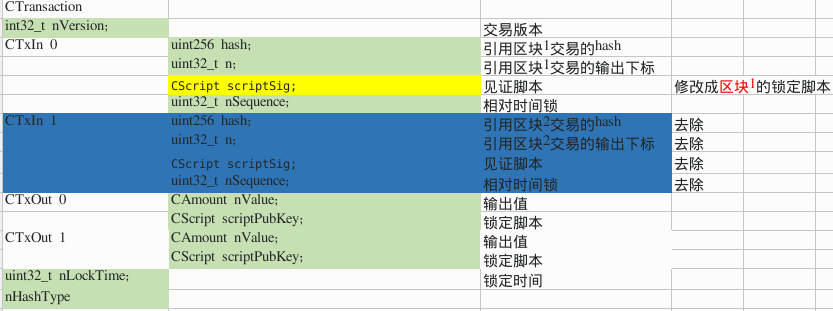 CTransaction
int32_t nVersion; 交易版本
CTxIn 0 uint256 hash; 引用区块1交易的hash
uint32_t n; 引用区块1交易的输出下标
CScript scriptSig; 见证脚本 修改成区块1的锁定脚本
uint32_t nSequence; 相对时间锁
CTxIn 1 uint256 hash; 引用区块2交易的hash 去除
uint32_t n; 引用区块2交易的输出下标 去除
CScript scriptSig; 见证脚本 去除
uint32_t nSequence; 相对时间锁 去除
CTxOut 0 CAmount nValue; 输出值
CScript scriptPubKey; 锁定脚本
CTxOut 1 CAmount nValue; 输出值
CScript scriptPubKey; 锁定脚本
uint32_t nLockTime; 锁定时间
nHashType